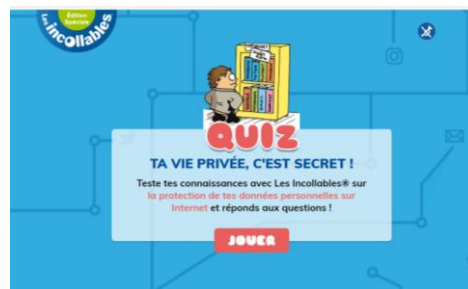 Édition
Spéciale
Les
incollables
QUIZ
TA VIE PRIVÉE, C'EST SECRET !
Teste tes connaissances avec Les Incollables® sur
la protection de tes données personnelles sur
Internet et réponds aux questions !
JOUER